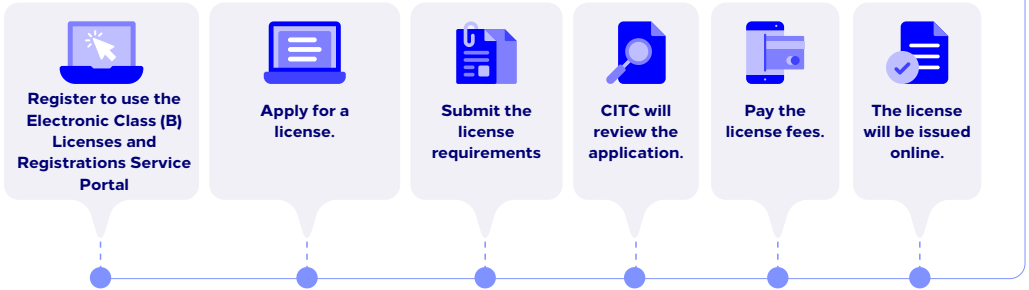 Register to use the
Electronic Class (B)
Licenses and
Registrations Service
Portal
Apply for a
license.
Submit the
license
requirements
CITC will
review the
application.
Pay the
license fees.
The license
will be issued
online.